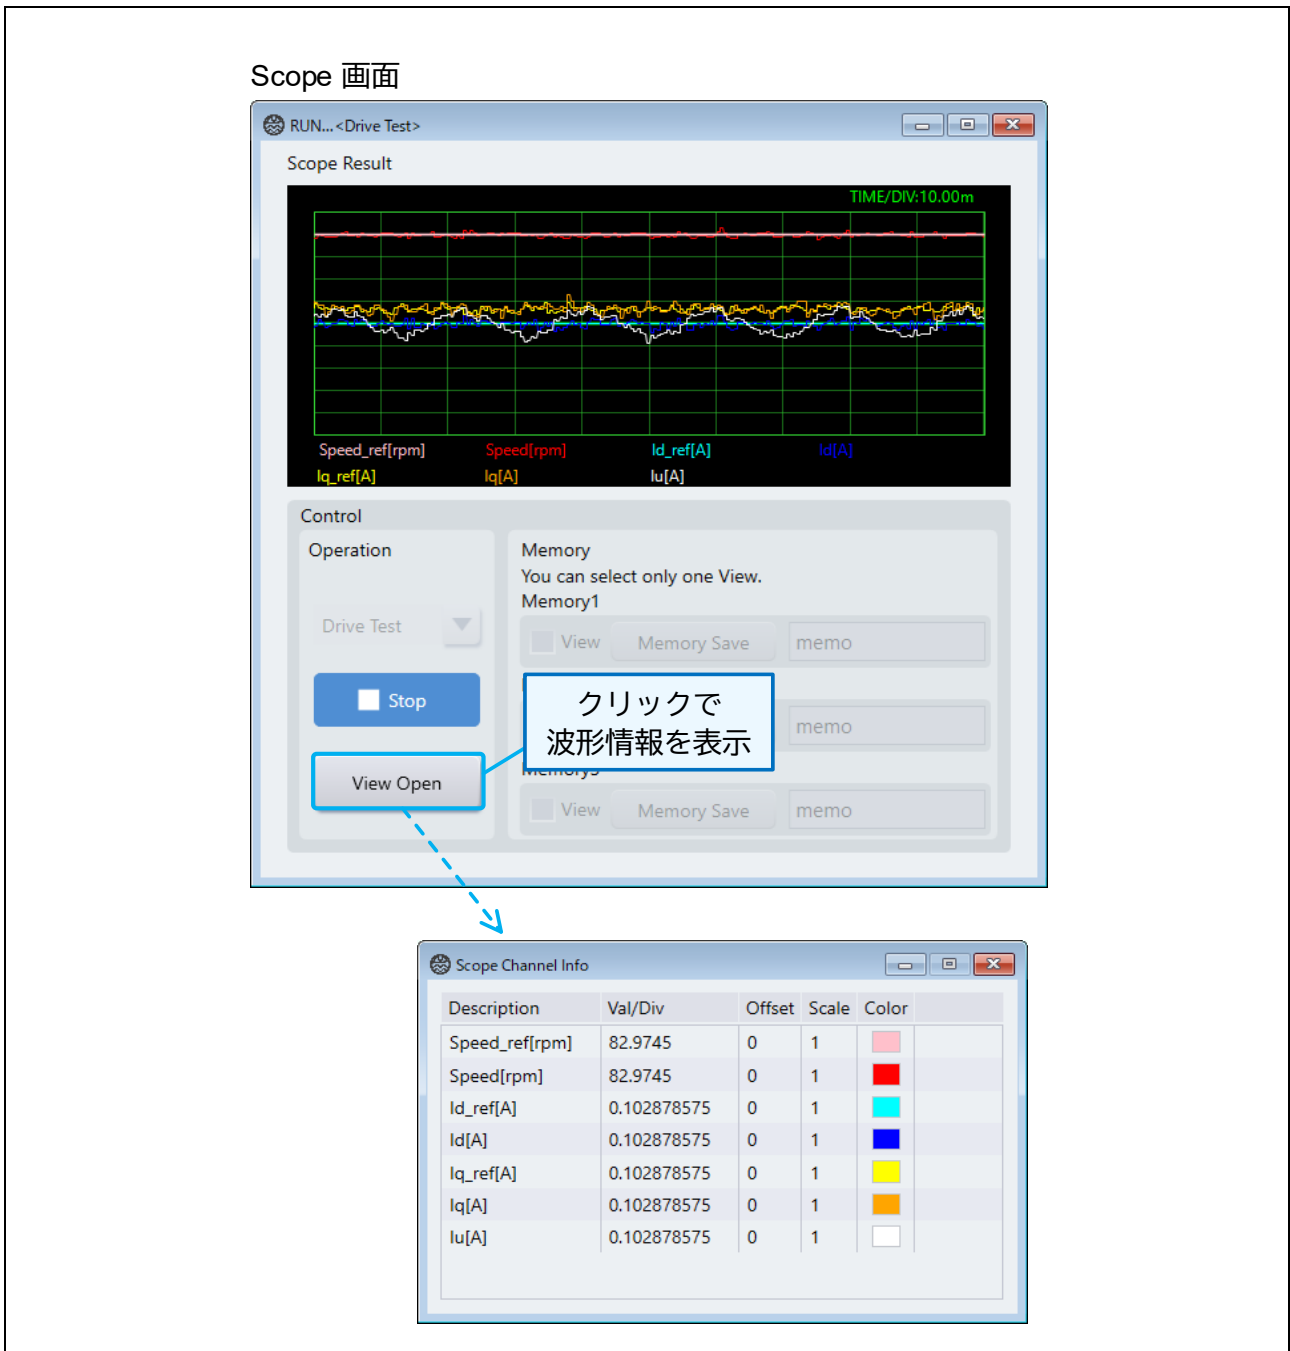 Scope 画面
RUN...<Drive Test>
Scope Result
TIME/DIV:10.00m
Speed_ref[rpm] Speed[rpm] Id_ref[A] Id[A]
Iq_ref[A] Iq[A] Iu[A]
Control
Operation
Drive Test
Stop
View Open
Memory
You can select only one View.
Memory1
View Memory Save memo
memo
クリックで
波形情報を表示
View Memory Save memo
Scope Channel Info
Description Val/Div Offset Scale Color
Speed_ref[rpm] 82.9745 0 1
Speed[rpm] 82.9745 0 1
Id_ref[A] 0.102878575 0 1
Id[A] 0.102878575 0 1
Iq_ref[A] 0.102878575 0 1
Iq[A] 0.102878575 0 1
Iu[A] 0.102878575 0 1